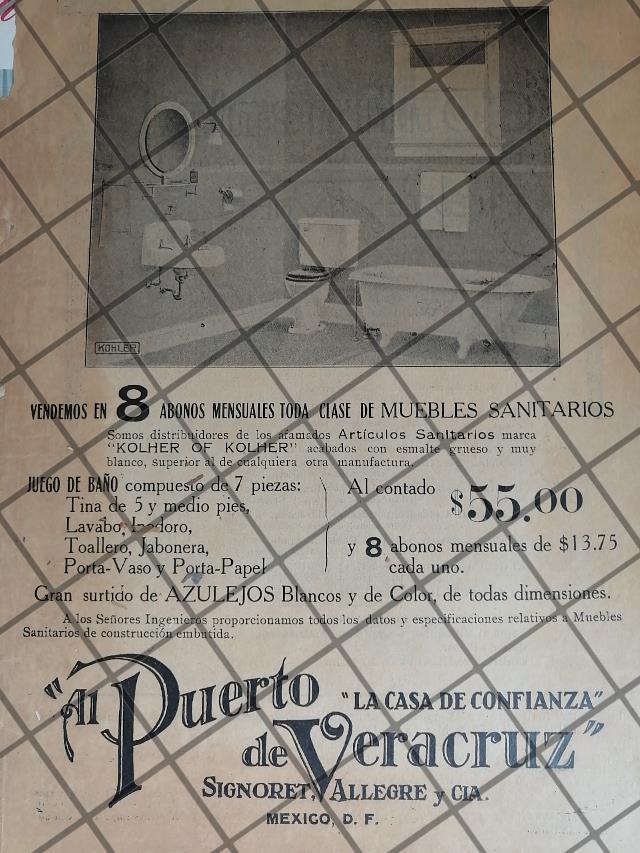 KOHLER
VENDEMOS EN 8 ABONOS MENSUALES TODA CLASE DE MUEBLES SANITARIOS
Somos distribuidores de los afamados Artículos Sanitarios marca
"KOLHER OF KOLHER" acabados con esmalte grueso y muy
blanco, superior al de cualquiera otra manufactura.
JUEGO DE BAÑO compuesto de 7 piezas:
Tina de 5 y medio pies,
Lavabo, Inodoro,
Toallero, Jabonera,
Porta-Vaso y Porta-Papel
Al contado $55.00
y 8 abonos mensuales de $13.75
cada uno.
Gran surtido de AZULEJOS Blancos y de Color, de todas dimensiones.
A los Señores Ingenieros proporcionamos todos los datos y especificaciones relativos a Muebles
Sanitarios de construcción embutida.
"Al Puerto
"LA CASA DE CONFIANZA"
de Veracruz"
SIGNORET, ALLEGRE y CIA.
MEXICO, D. F.